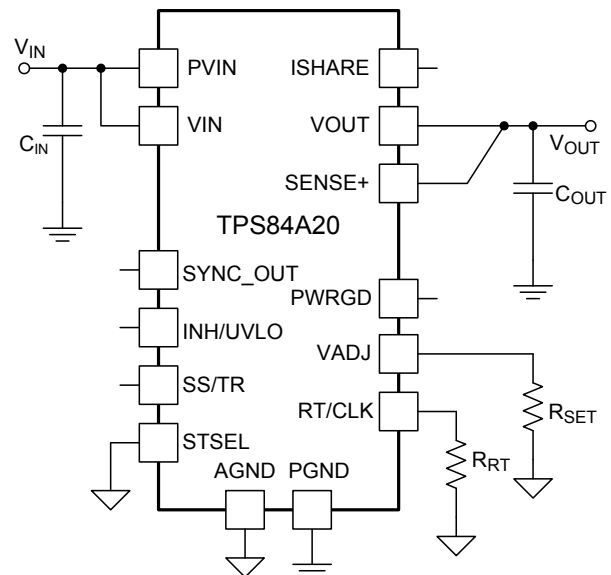 V_IN
PVIN
ISHARE
VIN
VOUT
V_OUT
C_IN
SENSE+
C_OUT
TPS84A20
SYNC_OUT
PWRGD
INH/UVLO
VADJ
SS/TR
RT/CLK
R_SET
STSEL
R_RT
AGND
PGND